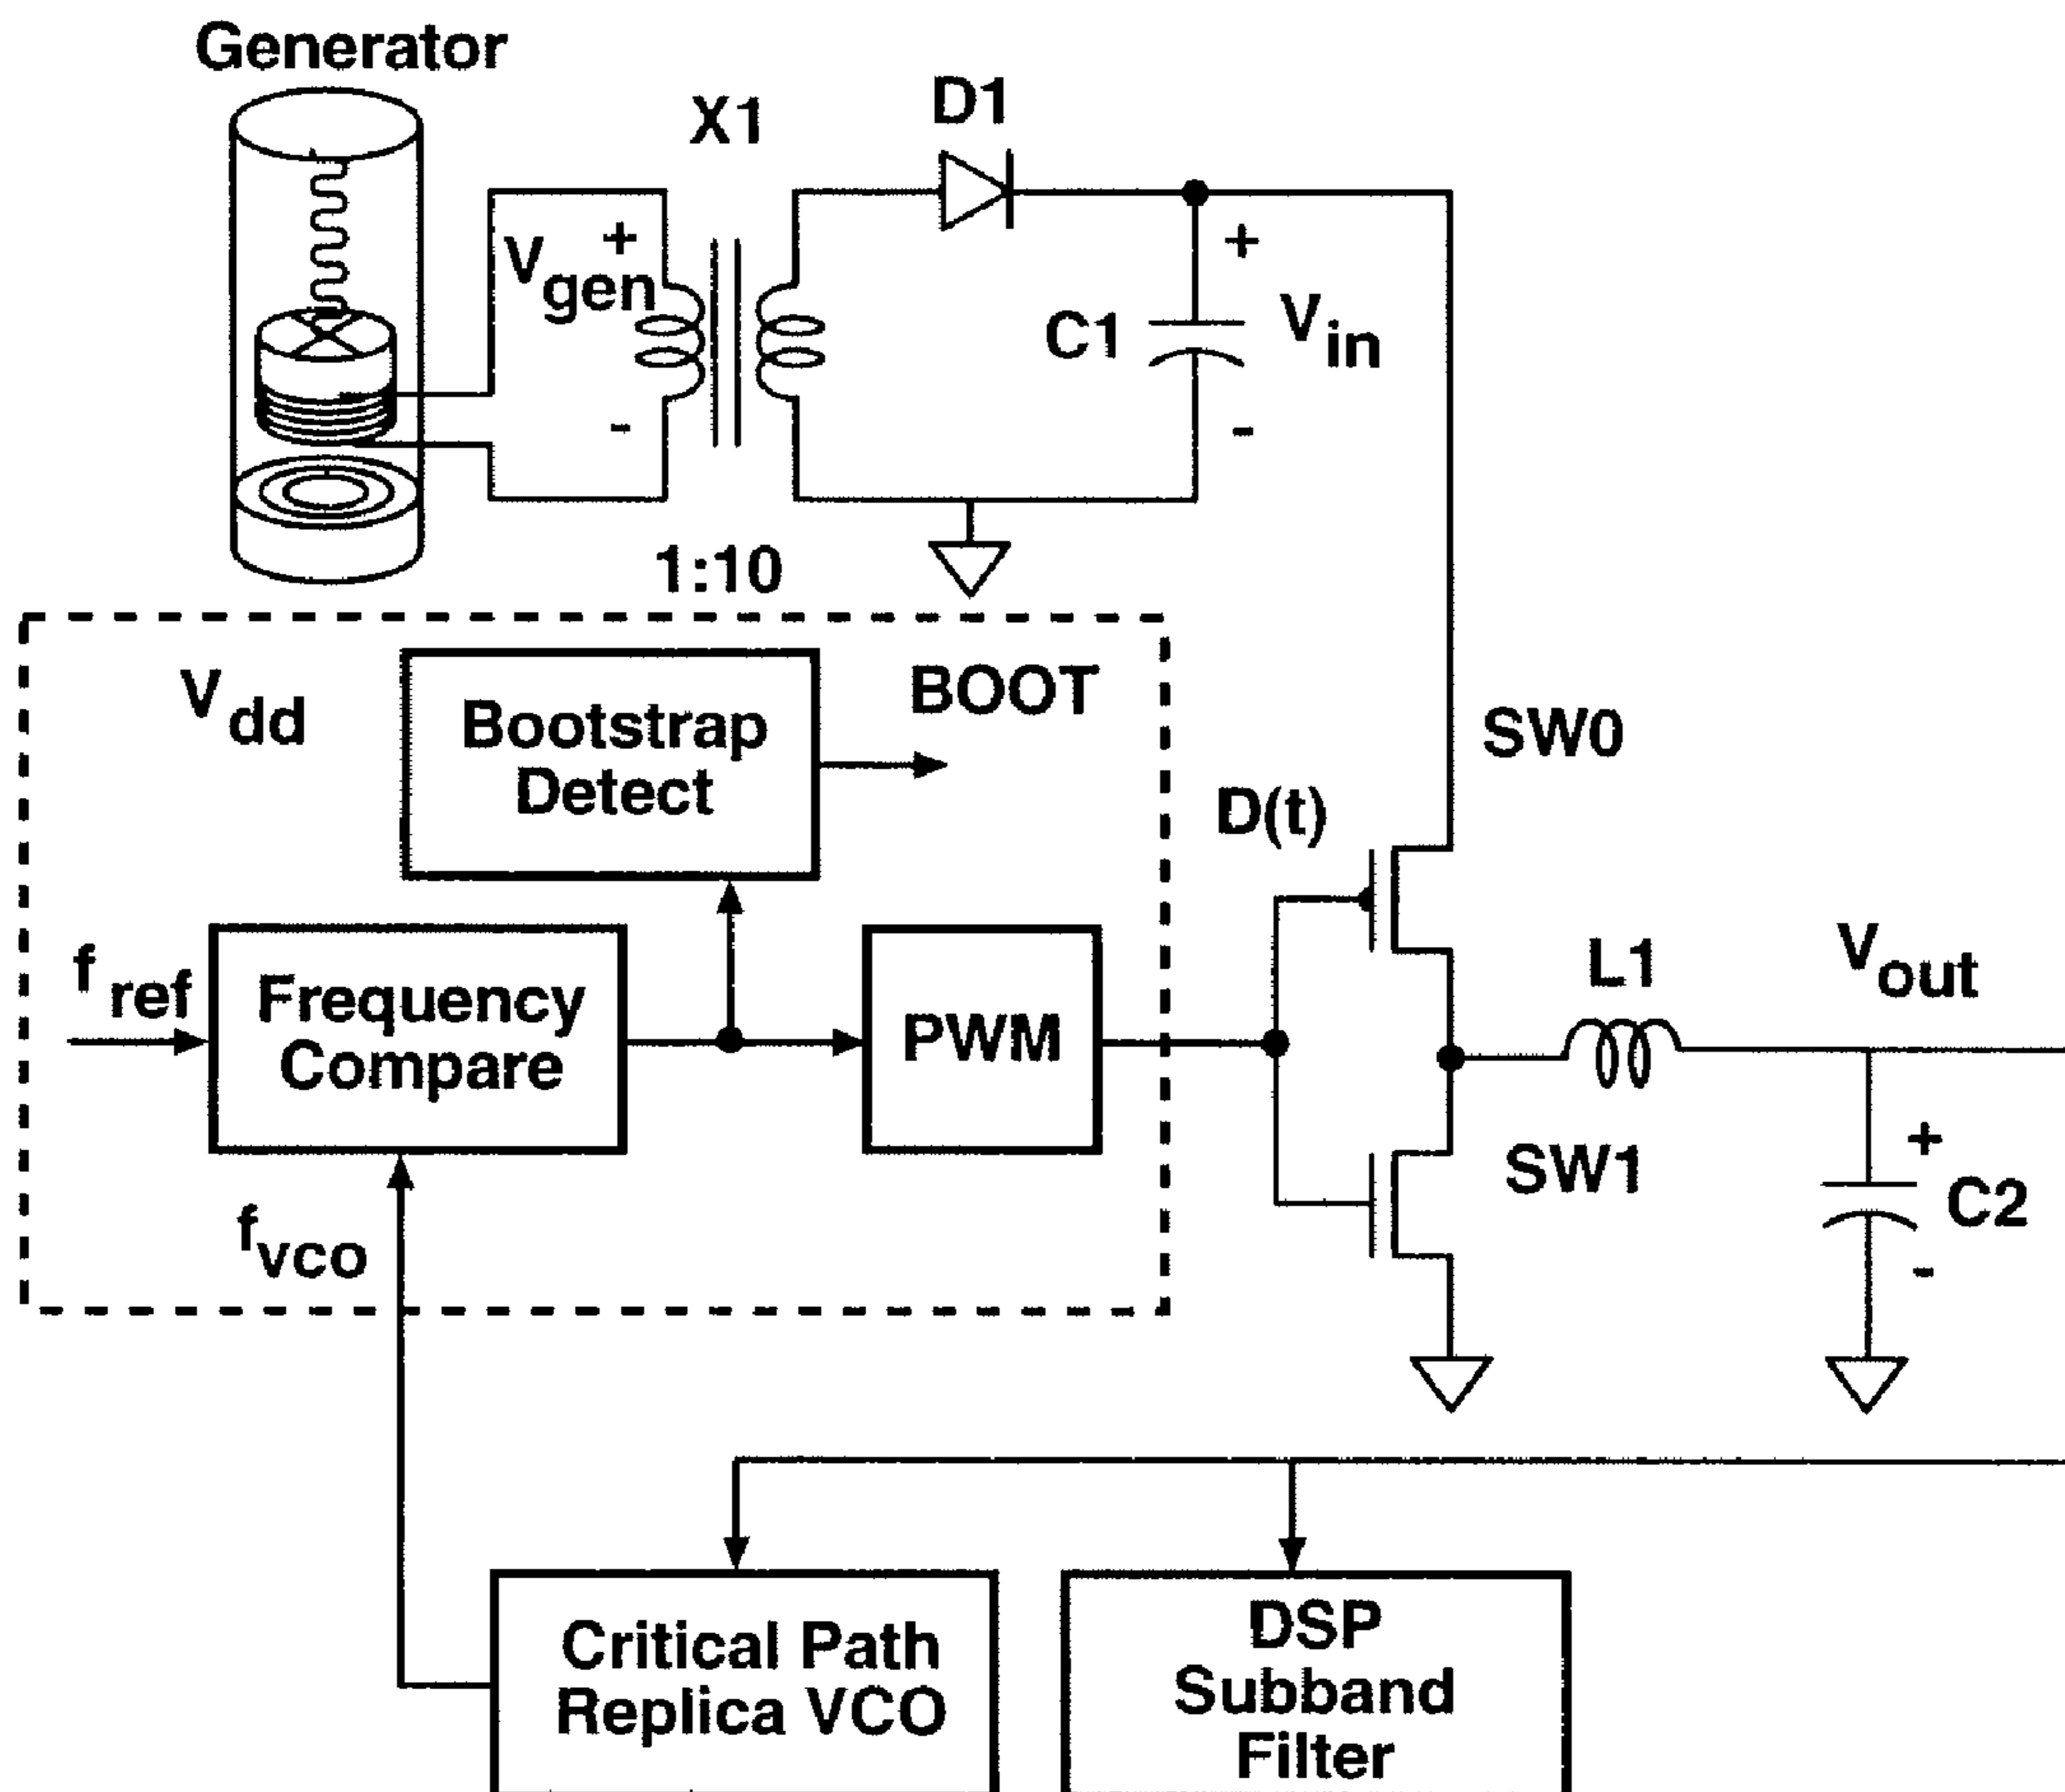 Generator
X1
D1
+
Vgen
-
C1
+
Vin
-
1:10
Vdd
Bootstrap
Detect
BOOT
SW0
D(t)
fref
Frequency
Compare
PWM
L1
Vout
SW1
+
C2
-
fvco
Critical Path
Replica VCO
DSP
Subband
Filter